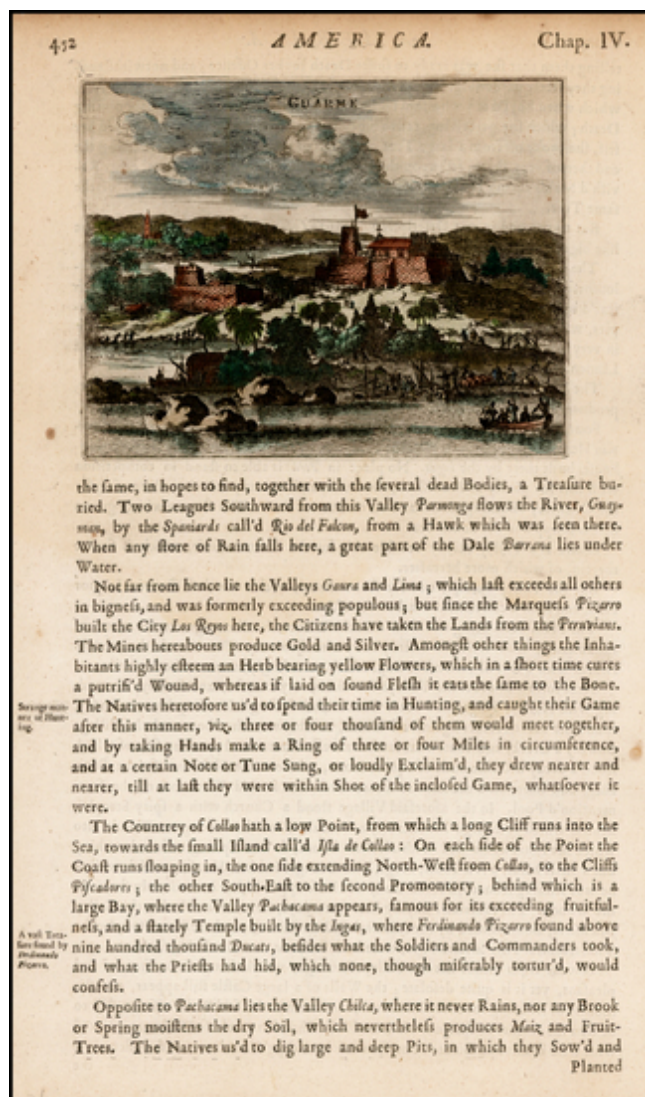 452 AMERICA. Chap. IV.
GUARME
the same, in hopes to find, together with the ſeveral dead Bodies, a Treaſure bu-
ried. Two Leagues Southward from this Valley Parmonga flows the River, Guay-
man, by the Spaniards call'd Rio del Falcon, from a Hawk which was ſeen there.
When any ſtore of Rain falls here, a great part of the Dale Barrana lies under
Water.
Not far from hence lie the Valleys Gaura and Lima; which laſt exceeds all others
in bigneſs, and was formerly exceeding populous; but ſince the Marqueſs Pizarro
built the City Los Reyes here, the Citizens have taken the Lands from the Peruvians.
The Mines hereabouts produce Gold and Silver. Amongſt other things the Inha-
bitants highly eſteem an Herb bearing yellow Flowers, which in a ſhort time cures
a putrifi'd Wound, whereas if laid on ſound Fleſh it eats the ſame to the Bone.
Strange man-
ner of Hunt-
ing.
The Natives heretofore us'd to ſpend their time in Hunting, and caught their Game
after this manner, viz. three or four thouſand of them would meet together,
and by taking Hands make a Ring of three or four Miles in circumference,
and at a certain Note or Tune Sung, or loudly Exclaim'd, they drew nearer and
nearer, till at laſt they were within Shot of the incloſed Game, whatſoever it
were.
The Countrey of Collao hath a low Point, from which a long Cliff runs into the
Sea, towards the ſmall Iſland call'd Iſla de Collao: On each ſide of the Point the
Coaſt runs ſloaping in, the one ſide extending North-Weſt from Collao, to the Cliffs
Piſcadores; the other South-Eaſt to the ſecond Promontory; behind which is a
large Bay, where the Valley Pachacama appears, famous for its exceeding fruitful-
neſs, and a ſtately Temple built by the Ingas, where Ferdinando Pizarro found above
A vaſt Trea-
ſure found by
Ferdinando
Pizarro.
nine hundred thouſand Ducats, beſides what the Soldiers and Commanders took,
and what the Prieſts had hid, which none, though miſerably tortur'd, would
confeſs.
Oppoſite to Pachacama lies the Valley Chilca, where it never Rains, nor any Brook
or Spring moiſtens the dry Soil, which nevertheleſs produces Maiz and Fruit-
Trees. The Natives us'd to dig large and deep Pits, in which they Sow'd and
Planted